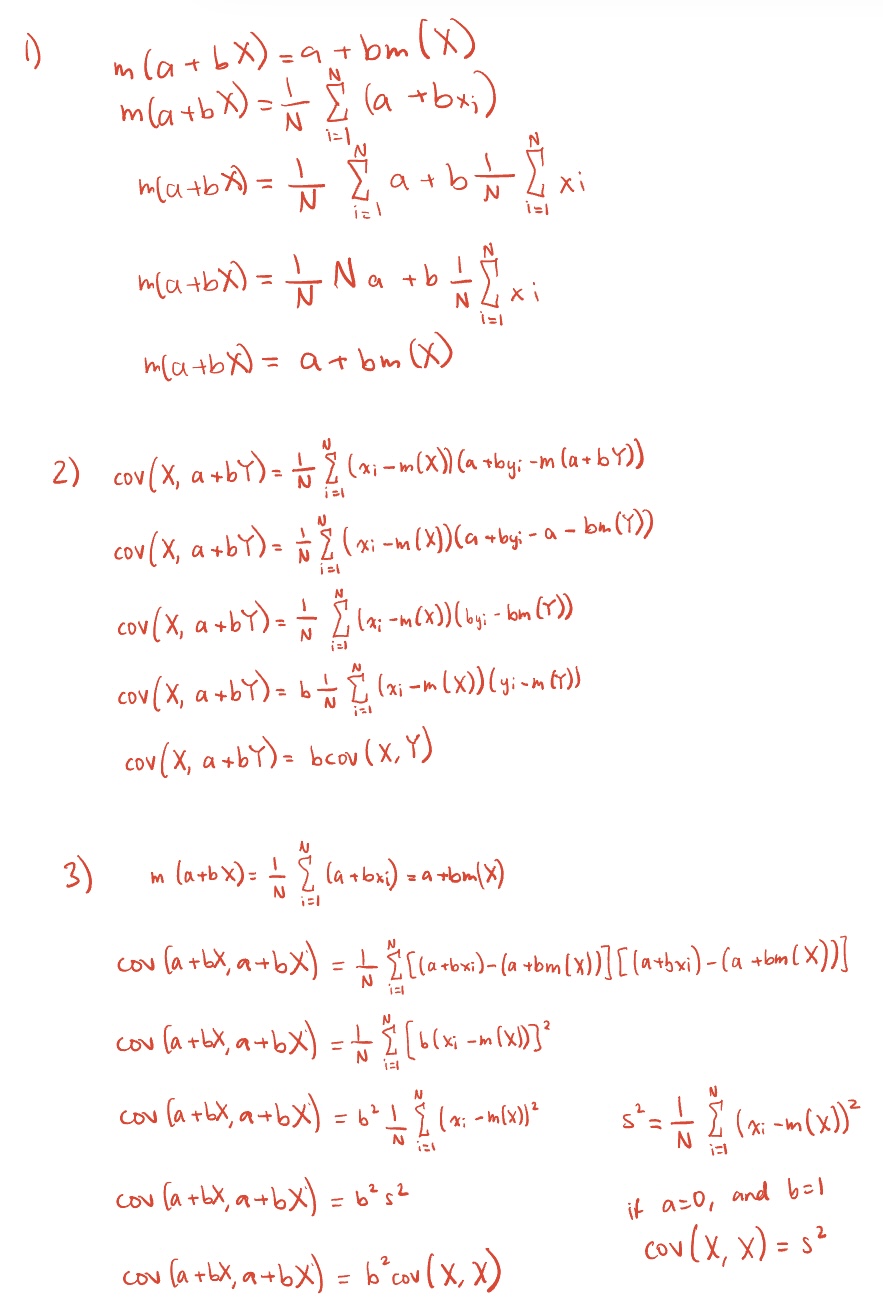 1) m(a + bX) = a + bm(X)
m(a+bX) = \frac{1}{N} \sum_{i=1}^{N} (a + bx_i)
m(a+bX) = \frac{1}{N} \sum_{i=1}^{N} a + b \frac{1}{N} \sum_{i=1}^{N} x_i
m(a+bX) = \frac{1}{N} N a + b \frac{1}{N} \sum_{i=1}^{N} x_i
m(a+bX) = a + bm(X)
2) cov(X, a+bY) = \frac{1}{N} \sum_{i=1}^{N} (x_i - m(X))(a + by_i - m(a+bY))
cov(X, a+bY) = \frac{1}{N} \sum_{i=1}^{N} (x_i - m(X))(a + by_i - a - bm(Y))
cov(X, a+bY) = \frac{1}{N} \sum_{i=1}^{N} (x_i - m(X))(by_i - bm(Y))
cov(X, a+bY) = b \frac{1}{N} \sum_{i=1}^{N} (x_i - m(X))(y_i - m(Y))
cov(X, a+bY) = bcov(X, Y)
3) m(a+bX) = \frac{1}{N} \sum_{i=1}^{N} (a + bx_i) = a + bm(X)
cov(a+bX, a+bX) = \frac{1}{N} \sum_{i=1}^{N} [(a+bx_i) - (a+bm(X))][(a+bx_i) - (a+bm(X))]
cov(a+bX, a+bX) = \frac{1}{N} \sum_{i=1}^{N} [b(x_i - m(X))]^2
cov(a+bX, a+bX) = b^2 \frac{1}{N} \sum_{i=1}^{N} (x_i - m(X))^2
cov(a+bX, a+bX) = b^2 s^2
cov(a+bX, a+bX) = b^2 cov(X, X)
s^2 = \frac{1}{N} \sum_{i=1}^{N} (x_i - m(X))^2
if a=0, and b=1
cov(X, X) = s^2